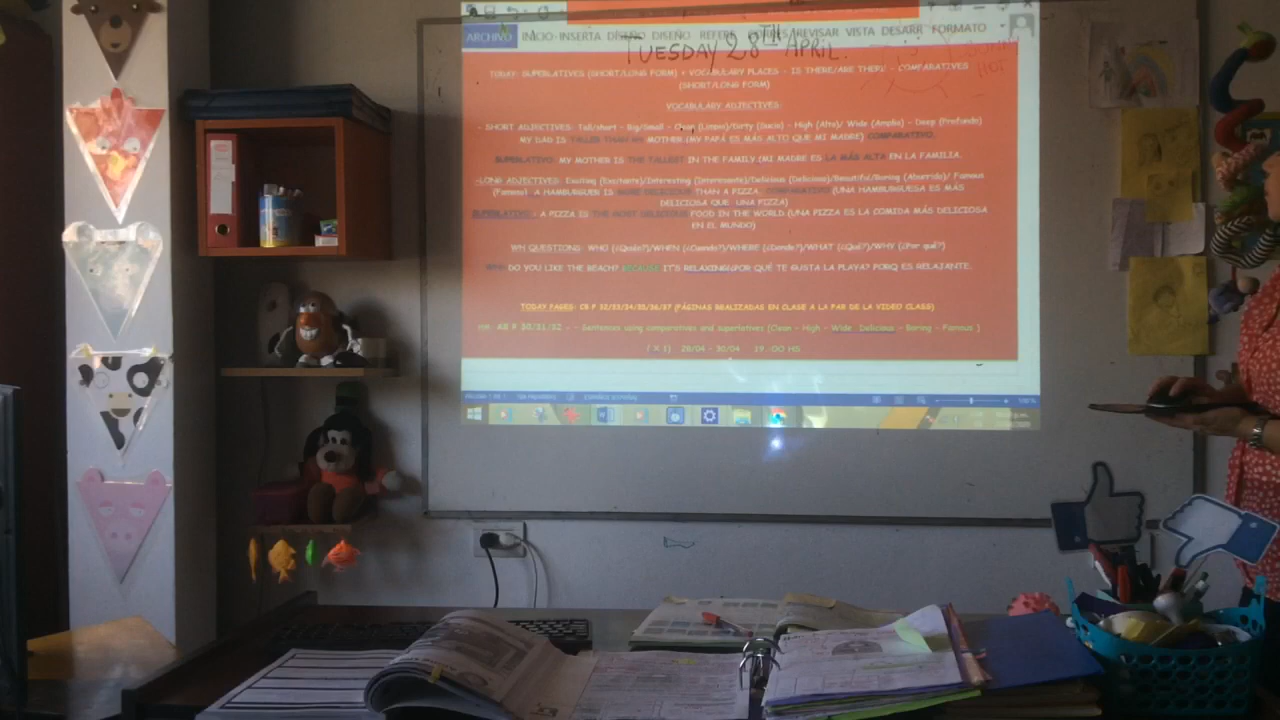 ARCHIVO INICIO INSERTA DISEÑO REVISAR VISTA DESARR FORMATO
TUESDAY 28TH APRIL.
TODAY: SUPERLATIVES (SHORT/LONG FORM) + VOCABULARY PLACES - IS THERE/ARE THERE - COMPARATIVES
(SHORT/LONG FORM)
VOCABULARY ADJECTIVES:
- SHORT ADJECTIVES: Tall/short - Big/Small - Clean (Limpio)/Dirty (Sucio) - High (Alto)/ Wide (Amplio) - Deep (Profundo)
MY DAD IS TALLER THAN MY MOTHER (MY PAPÁ ES MÁS ALTO QUE MI MADRE) COMPARATIVO.
SUPERLATIVO: MY MOTHER IS THE TALLEST IN THE FAMILY (MI MADRE ES LA MÁS ALTA EN LA FAMILIA.
-LONG ADJECTIVES: Exciting (Excitante)/Interesting (Interesante)/Delicious (Delicioso)/Beautiful/Boring (Aburrido)/ Famous
(Famoso) A HAMBURGUER IS MORE DELICIOUS THAN A PIZZA. COMPARATIVO (UNA HAMBURGUESA ES MÁS
DELICIOSA QUE UNA PIZZA)
SUPERLATIVO: A PIZZA IS THE MOST DELICIOUS FOOD IN THE WORLD (UNA PIZZA ES LA COMIDA MÁS DELICIOSA
EN EL MUNDO)
WH QUESTIONS: WHO (¿Quién?)/WHEN (¿Cuando?)/WHERE (¿Donde?)/WHAT (¿Qué?)/WHY (¿Por qué?)
WHY DO YOU LIKE THE BEACH? BECAUSE IT'S RELAXING(¿POR QUÉ TE GUSTA LA PLAYA? PORQ ES RELAJANTE.
TODAY PAGES: CB P 32/33/34/35/36/37 (PÁGINAS REALIZADAS EN CLASE A LA PAR DE LA VIDEO CLASS)
HW: AB P 30/31/32 - - Sentences using comparatives and superlatives (Clean - High - Wide Delicious - Boring - Famous )
( X 1) 28/04 - 30/04 19.-00 HS